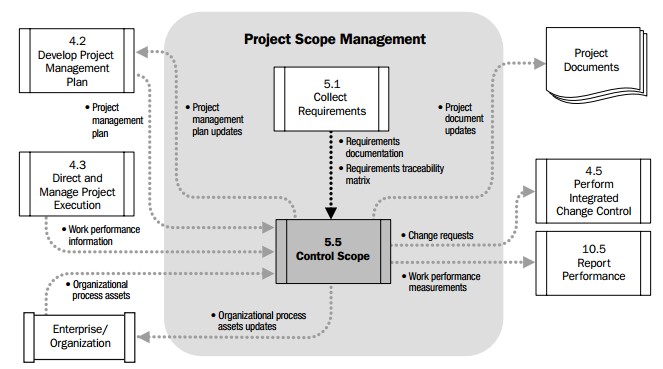 Project Scope Management
4.2
Develop Project
Management
Plan
• Project
management
plan
• Project
management
plan updates
5.1
Collect
Requirements
• Requirements
documentation
• Requirements traceability
matrix
• Project
document
updates
Project
Documents
4.3
Direct and
Manage Project
Execution
• Work performance
information
5.5
Control Scope
• Change requests
4.5
Perform
Integrated
Change Control
• Work performance
measurements
10.5
Report
Performance
• Organizational
process assets
• Organizational process
assets updates
Enterprise/
Organization